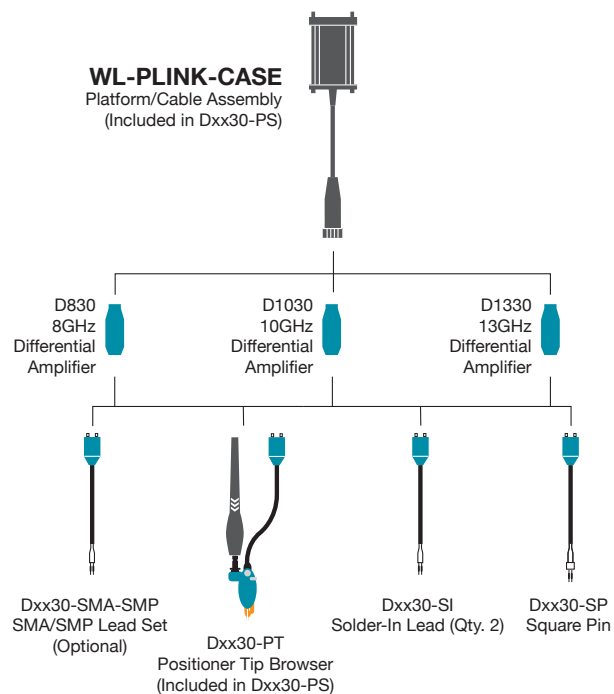 WL-PLINK-CASE
Platform/Cable Assembly
(Included in Dxx30-PS)
D830
8GHz
Differential
Amplifier
D1030
10GHz
Differential
Amplifier
D1330
13GHz
Differential
Amplifier
Dxx30-SMA-SMP
SMA/SMP Lead Set
(Optional)
Dxx30-PT
Positioner Tip Browser
(Included in Dxx30-PS)
Dxx30-SI
Solder-In Lead (Qty. 2)
Dxx30-SP
Square Pin